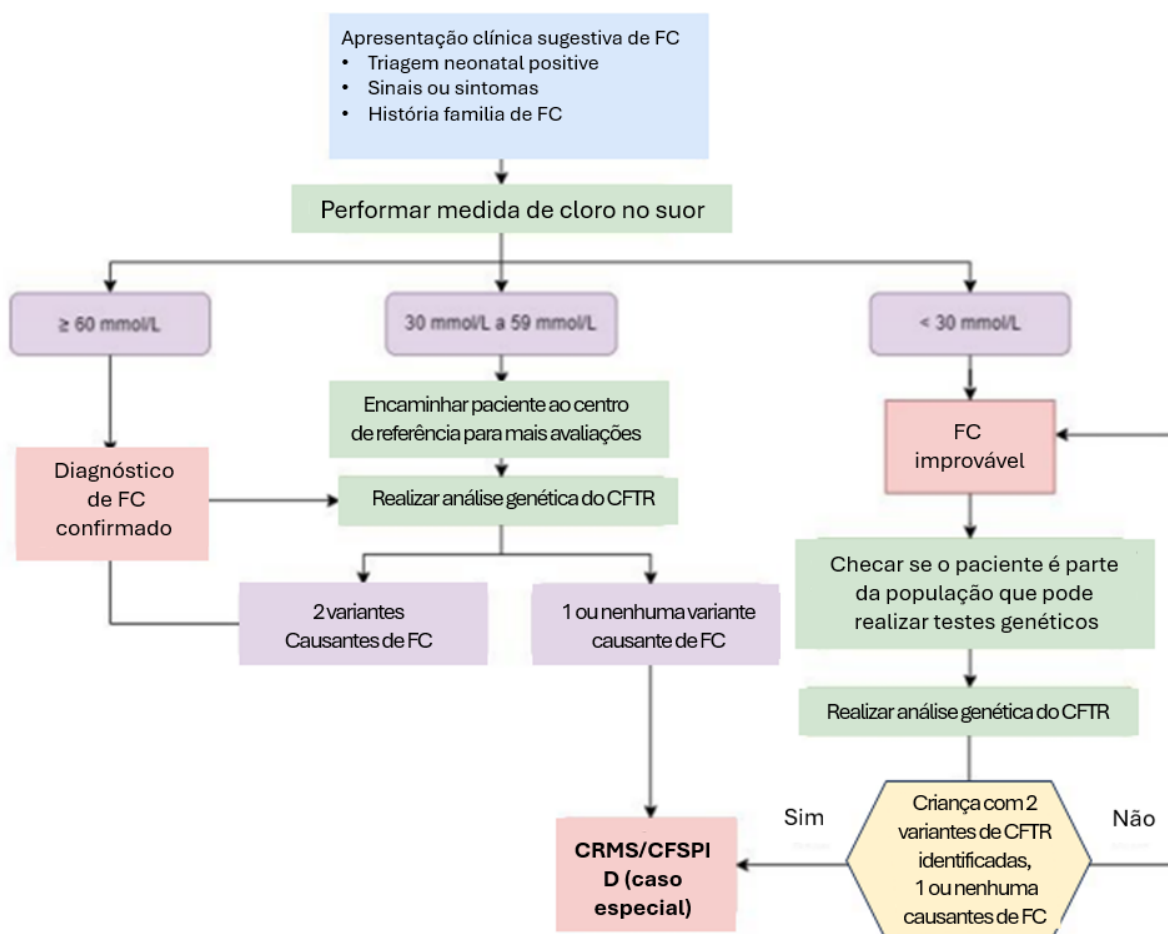 Apresentação clínica sugestiva de FC
• Triagem neonatal positive
• Sinais ou sintomas
• História familia de FC
Performar medida de cloro no suor
≥ 60 mmol/L
30 mmol/L a 59 mmol/L
< 30 mmol/L
Encaminhar paciente ao centro
de referência para mais avaliações
FC
improvável
Diagnóstico
de FC
confirmado
Realizar análise genética do CFTR
Checar se o paciente é parte
da população que pode
realizar testes genéticos
2 variantes
Causantes de FC
1 ou nenhuma variante
causante de FC
Realizar análise genética do CFTR
Sim
Criança com 2
variantes de CFTR
identificadas,
1 ou nenhuma
causantes de FC
Não
CRMS/CFSPI
D (caso
especial)